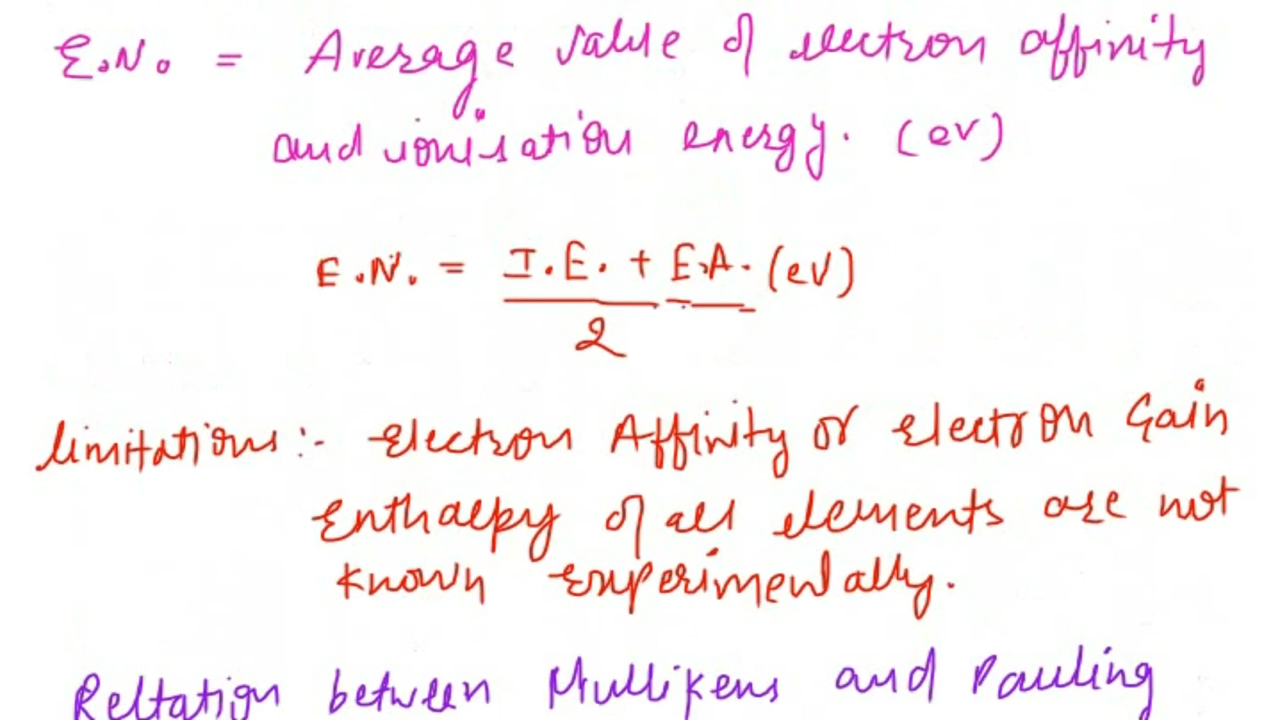 E.N. = Average value of electron affinity
and ionisation energy. (ev)
E.N. = I.E. + E.A. (eV)
2
limitations :- Electron Affinity or electron Gain
Enthalpy of all elements are not
known experimentally.
Reltation between Mullikens and Pauling